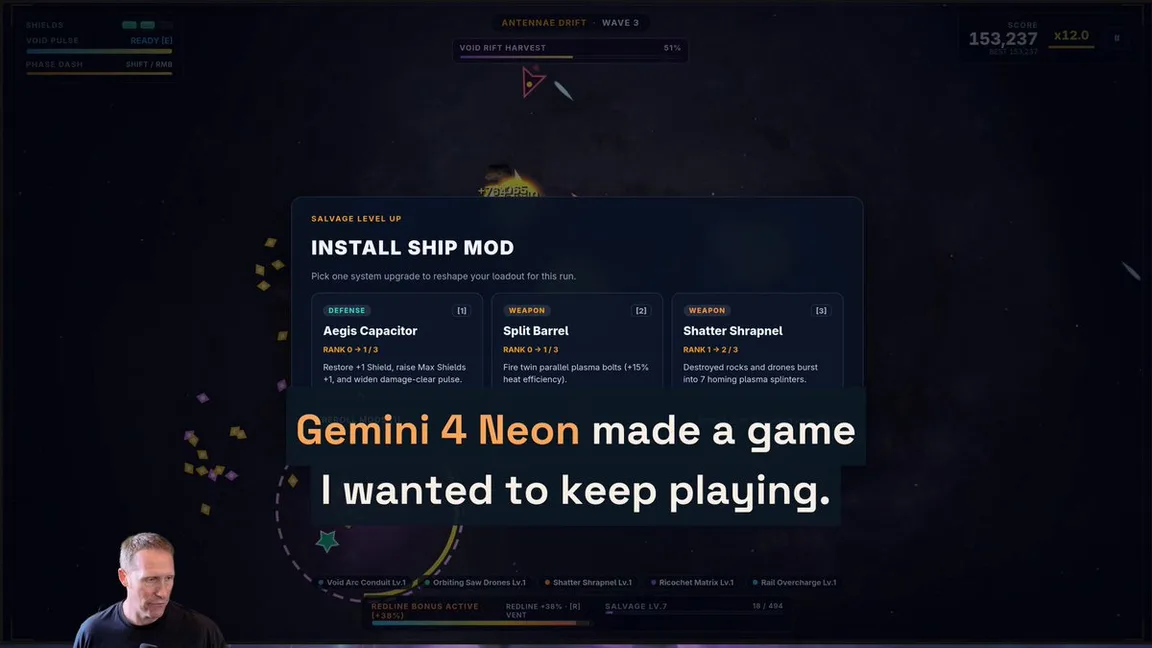 SHIELDS
VOID PULSE READY [E]
PHASE DASH SHIFT / RMB
ANTENNAE DRIFT · WAVE 3
VOID RIFT HARVEST 51%
SCORE
153,237 x12.0
BEST 153,237
SALVAGE LEVEL UP
INSTALL SHIP MOD
Pick one system upgrade to reshape your loadout for this run.
DEFENSE [1]
Aegis Capacitor
RANK 0 → 1 / 3
Restore +1 Shield, raise Max Shields
+1, and widen damage-clear pulse.
WEAPON [2]
Split Barrel
RANK 0 → 1 / 3
Fire twin parallel plasma bolts (+15%
heat efficiency).
WEAPON [3]
Shatter Shrapnel
RANK 1 → 2 / 3
Destroyed rocks and drones burst
into 7 homing plasma splinters.
Gemini 4 Neon made a game
I wanted to keep playing.
Void Arc Conduit Lv.1 Orbiting Saw Drones Lv.1 Shatter Shrapnel Lv.1 Ricochet Matrix Lv.1 Rail Overcharge Lv.1
REDLINE BONUS ACTIVE
(+38%)
REDLINE +38% · [R]
VENT
SALVAGE LV.7 18 / 494